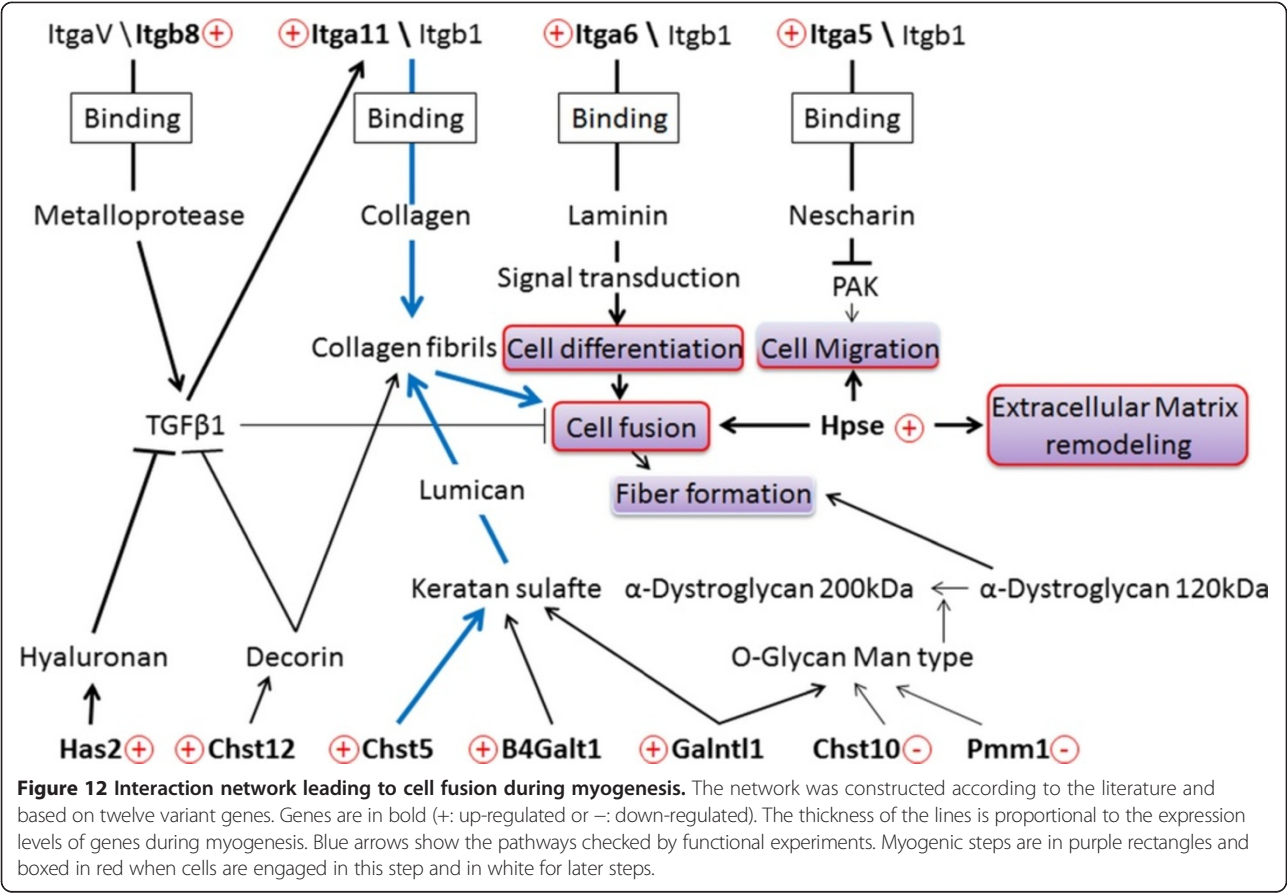 ItgaV \ Itgb8 +
+ Itga11 \ Itgb1
+ Itga6 \ Itgb1
+ Itga5 \ Itgb1
Binding
Binding
Binding
Binding
Metalloprotease
Collagen
Laminin
Nescharin
Signal transduction
PAK
Collagen fibrils
Cell differentiation
Cell Migration
TGFβ1
Cell fusion
Hpse +
Extracellular Matrix
remodeling
Lumican
Fiber formation
Keratan sulafte
α-Dystroglycan 200kDa
α-Dystroglycan 120kDa
Hyaluronan
Decorin
O-Glycan Man type
Has2 +
+ Chst12
+ Chst5
+ B4Galt1
+ Galntl1
Chst10 -
Pmm1 -
Figure 12 Interaction network leading to cell fusion during myogenesis. The network was constructed according to the literature and
based on twelve variant genes. Genes are in bold (+: up-regulated or −: down-regulated). The thickness of the lines is proportional to the expression
levels of genes during myogenesis. Blue arrows show the pathways checked by functional experiments. Myogenic steps are in purple rectangles and
boxed in red when cells are engaged in this step and in white for later steps.